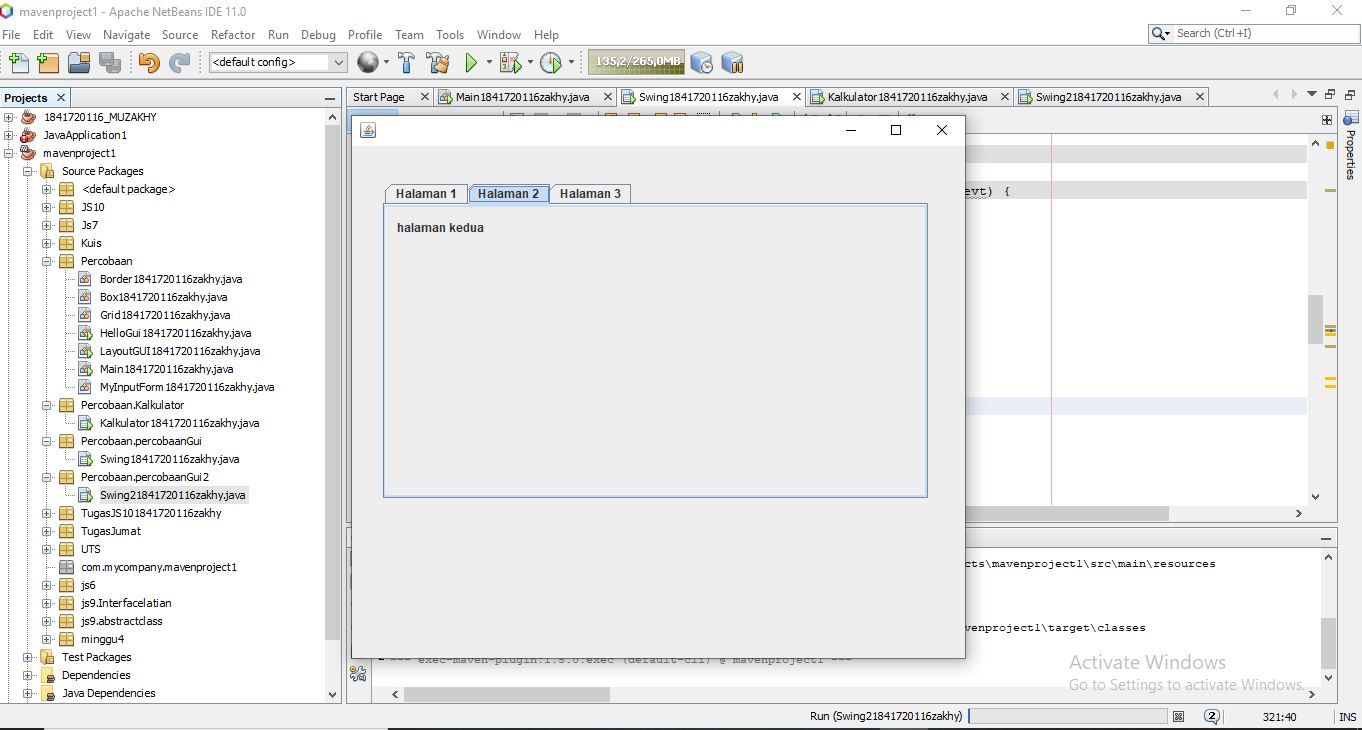 mavenproject1 - Apache NetBeans IDE 11.0
File Edit View Navigate Source Refactor Run Debug Profile Team Tools Window Help
Search (Ctrl+I)
<default config>
135,2/265,0MB
Projects
Start Page
Main1841720116zakhy.java
Swing1841720116zakhy.java
Kalkulator1841720116zakhy.java
Swing21841720116zakhy.java
1841720116_MUZAKHY
JavaApplication1
mavenproject1
Source Packages
<default package>
JS10
Js7
Kuis
Percobaan
Border1841720116zakhy.java
Box1841720116zakhy.java
Grid1841720116zakhy.java
HelloGui1841720116zakhy.java
LayoutGUI1841720116zakhy.java
Main1841720116zakhy.java
MyInputForm1841720116zakhy.java
Percobaan.Kalkulator
Kalkulator1841720116zakhy.java
Percobaan.percobaanGui
Swing1841720116zakhy.java
Percobaan.percobaanGui2
Swing21841720116zakhy.java
TugasJS101841720116zakhy
TugasJumat
UTS
com.mycompany.mavenproject1
js6
js9.Interfacelatian
js9.abstractclass
minggu4
Test Packages
Dependencies
Java Dependencies
Halaman 1 Halaman 2 Halaman 3
halaman kedua
evt) {
Properties
cts\mavenproject1\src\main\resources
venproject1\target\classes
exec-maven-plugin:1.5.0:exec (default-cli) @ mavenproject1 ---
Activate Windows
Go to Settings to activate Windows.
Run (Swing21841720116zakhy)
2
321:40
INS